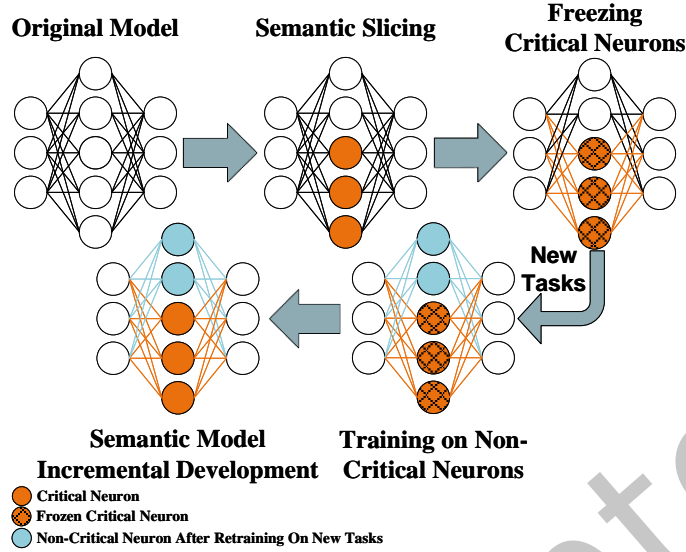 Original Model
Semantic Slicing
Freezing
Critical Neurons
New
Tasks
Semantic Model
Incremental Development
Training on Non-
Critical Neurons
Critical Neuron
Frozen Critical Neuron
Non-Critical Neuron After Retraining On New Tasks